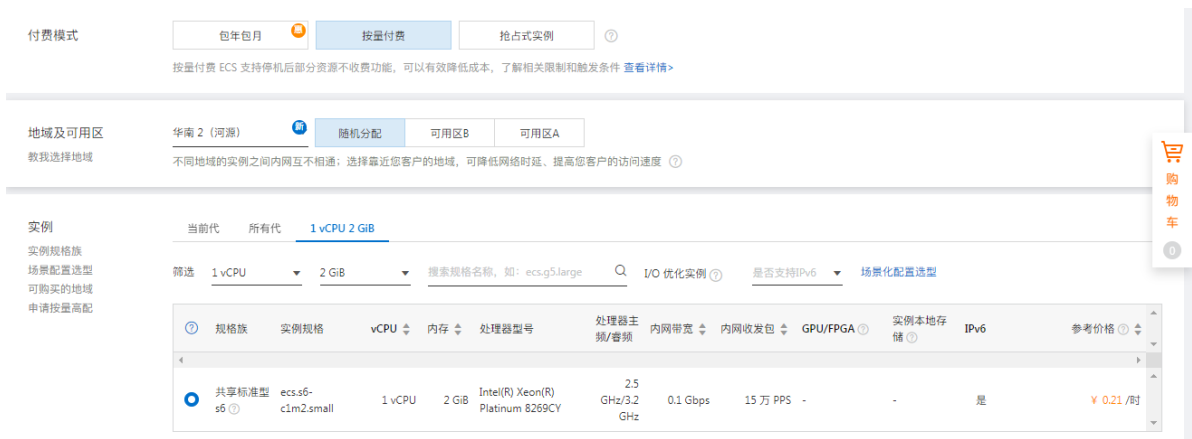 付费模式
包年包月
惠
按量付费
抢占式实例
按量付费 ECS 支持停机后部分资源不收费功能，可以有效降低成本，了解相关限制和触发条件 查看详情>
地域及可用区
教我选择地域
华南 2（河源）
新
随机分配
可用区B
可用区A
不同地域的实例之间内网互不相通；选择靠近您客户的地域，可降低网络时延、提高您客户的访问速度
购物车
0
实例
实例规格族
场景配置选型
可购买的地域
申请按量高配
当前代 所有代 1 vCPU 2 GiB
筛选 1 vCPU 2 GiB 搜索规格名称，如：ecs.g5.large I/O 优化实例 是否支持IPv6 场景化配置选型
规格族 实例规格 vCPU 内存 处理器型号 处理器主 内网带宽 内网收发包 GPU/FPGA 实例本地存 IPv6 参考价格
频/睿频 储
共享标准型 ecs.s6- 1 vCPU 2 GiB Intel(R) Xeon(R) 2.5 0.1 Gbps 15 万 PPS - - 是 ¥ 0.21 /时
s6 c1m2.small Platinum 8269CY GHz/3.2
GHz